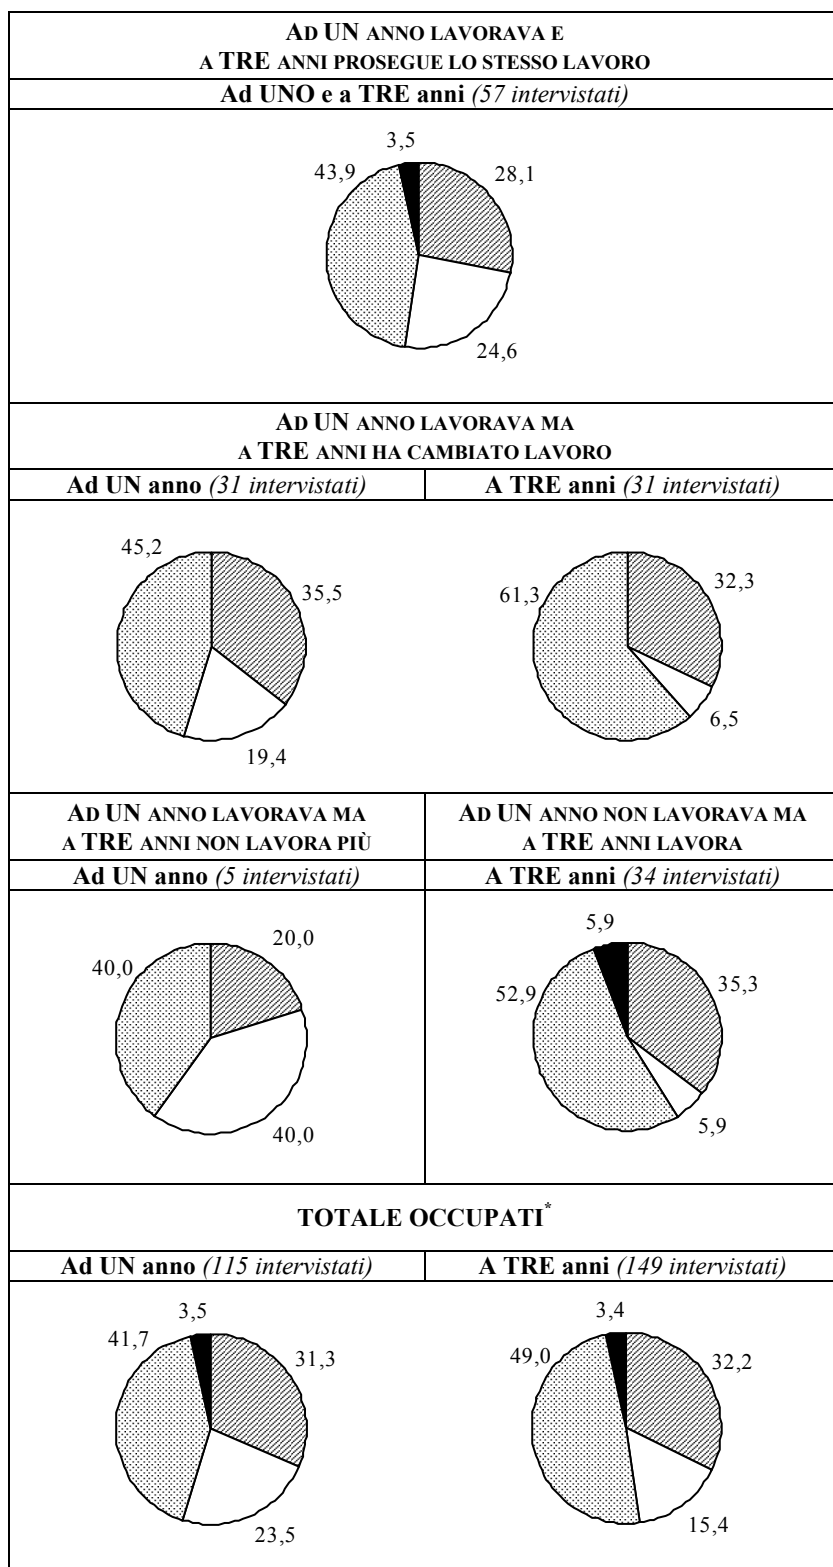 AD UN ANNO LAVORAVA E
A TRE ANNI PROSEGUE LO STESSO LAVORO
Ad UNO e a TRE anni (57 intervistati)
3,5
43,9
28,1
24,6
AD UN ANNO LAVORAVA MA
A TRE ANNI HA CAMBIATO LAVORO
Ad UN anno (31 intervistati)
A TRE anni (31 intervistati)
45,2
35,5
19,4
61,3
32,3
6,5
AD UN ANNO LAVORAVA MA
A TRE ANNI NON LAVORA PIÙ
AD UN ANNO NON LAVORAVA MA
A TRE ANNI LAVORA
Ad UN anno (5 intervistati)
A TRE anni (34 intervistati)
20,0
40,0
40,0
5,9
52,9
35,3
5,9
TOTALE OCCUPATI*
Ad UN anno (115 intervistati)
A TRE anni (149 intervistati)
3,5
41,7
31,3
23,5
3,4
49,0
32,2
15,4